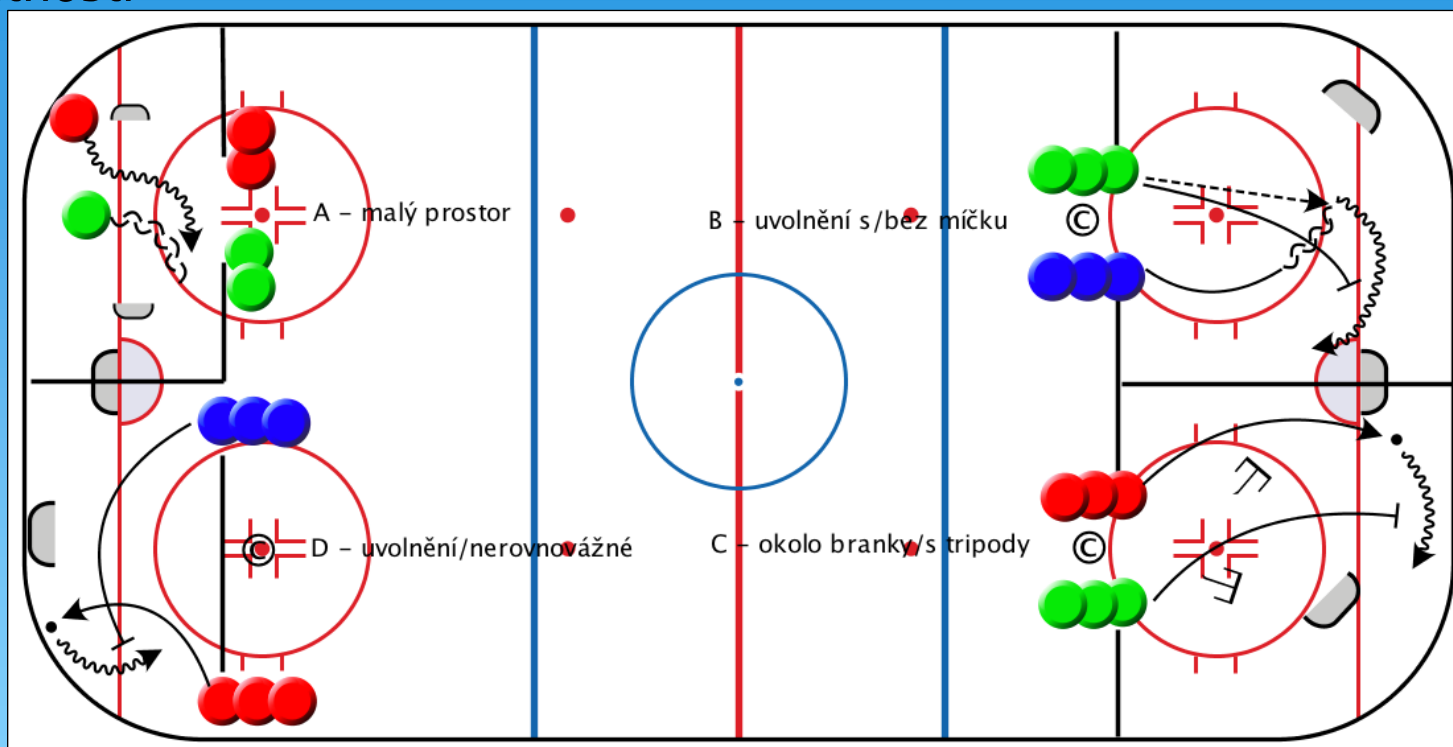 A – malý prostor
B – uvolnění s/bez míčku
©
©
D – uvolnění/nerovnovážné
C – okolo branky/s tripody
©